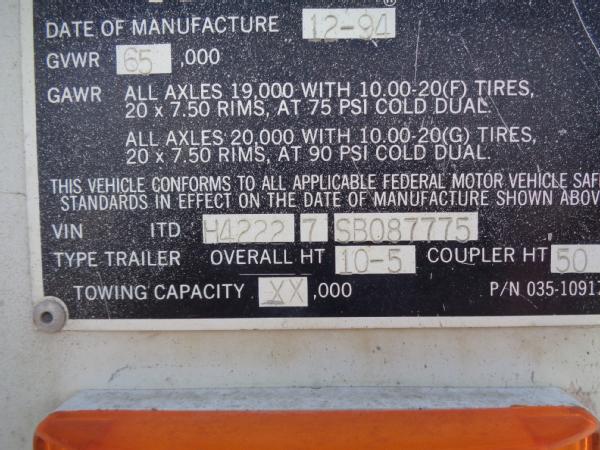 ®
DATE OF MANUFACTURE 12-94
GVWR 65 ,000
GAWR ALL AXLES 19,000 WITH 10.00-20(F) TIRES,
20 x 7.50 RIMS, AT 75 PSI COLD DUAL.
ALL AXLES 20,000 WITH 10.00-20(G) TIRES,
20 x 7.50 RIMS, AT 90 PSI COLD DUAL.
THIS VEHICLE CONFORMS TO ALL APPLICABLE FEDERAL MOTOR VEHICLE SAF
STANDARDS IN EFFECT ON THE DATE OF MANUFACTURE SHOWN ABOV
VIN ITD H4222 7 SB087775
TYPE TRAILER OVERALL HT 10-5 COUPLER HT 50
TOWING CAPACITY XX ,000 P/N 035-10917